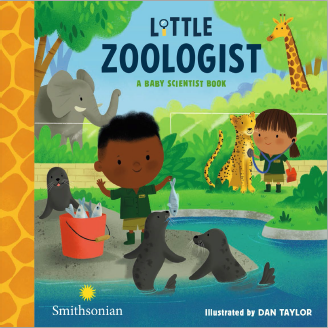 LITTLE
ZOOLOGIST
A BABY SCIENTIST BOOK
Smithsonian
Illustrated by DAN TAYLOR